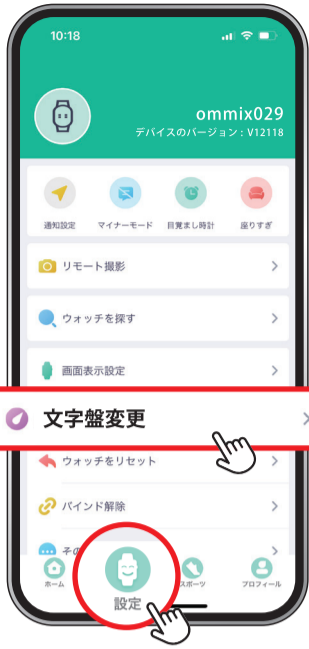 10:18
ommix029
デバイスのバージョン : V12118
通知設定 マイナーモード 目覚まし時計 座りすぎ
リモート撮影
ウォッチを探す
画面表示設定
文字盤変更
ウォッチをリセット
バインド解除
その
ホーム 設定 スポーツ プロフィール